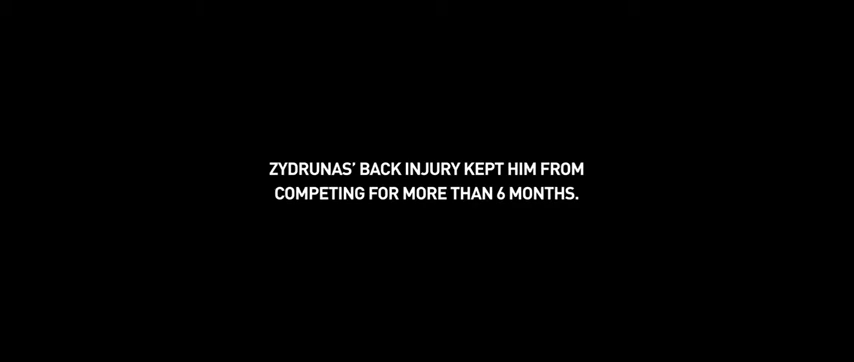 ZYDRUNAS’ BACK INJURY KEPT HIM FROM
COMPETING FOR MORE THAN 6 MONTHS.